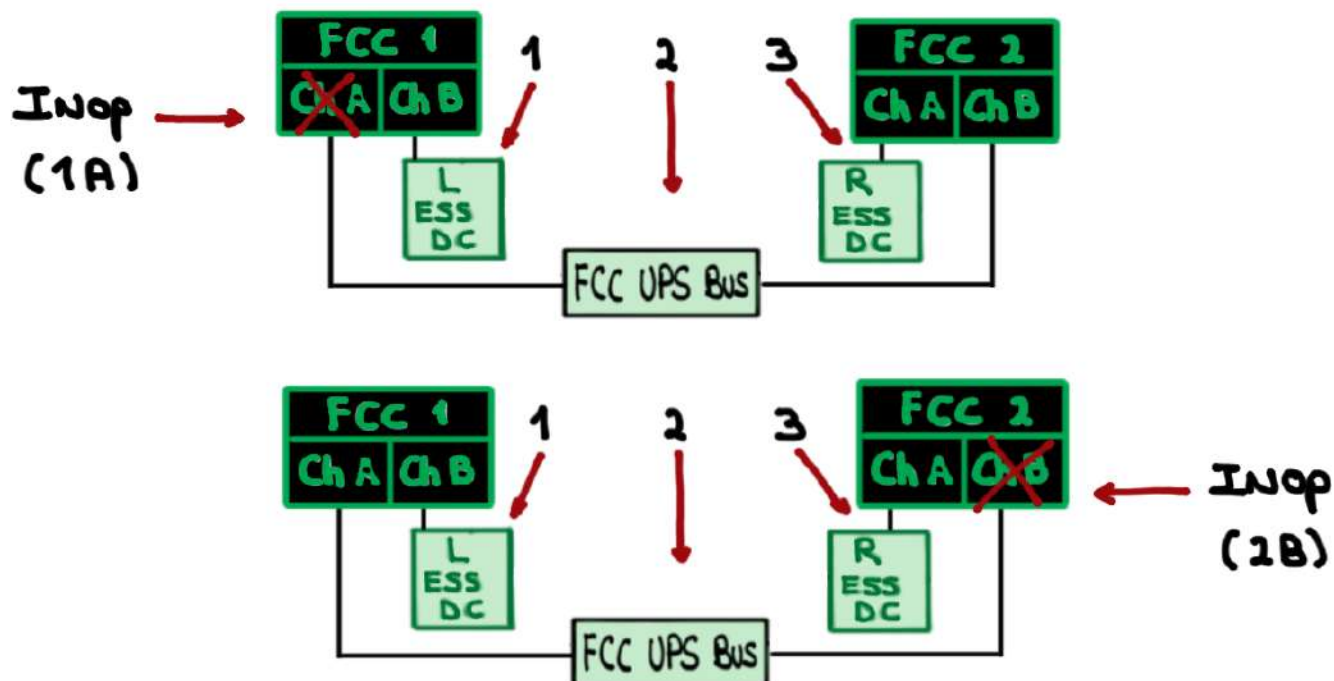 FCC 1
1
2
3
FCC 2
Inop
(1A)
Ch A
Ch B
Ch A
Ch B
L
ESS
DC
R
ESS
DC
FCC UPS Bus
FCC 1
1
2
3
FCC 2
Ch A
Ch B
Ch A
Ch B
Inop
(2B)
L
ESS
DC
R
ESS
DC
FCC UPS Bus